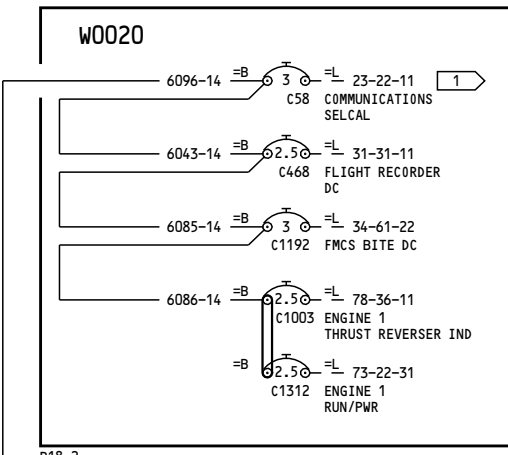 W0020
6096-14 =B 3 =L 23-22-11 1
C58 COMMUNICATIONS
SELCAL
6043-14 =B 2.5 =L 31-31-11
C468 FLIGHT RECORDER
DC
6085-14 =B 3 =L 34-61-22
C1192 FMCS BITE DC
6086-14 =B 2.5 =L 78-36-11
C1003 ENGINE 1
THRUST REVERSER IND
=B 2.5 =L 73-22-31
C1312 ENGINE 1
RUN/PWR